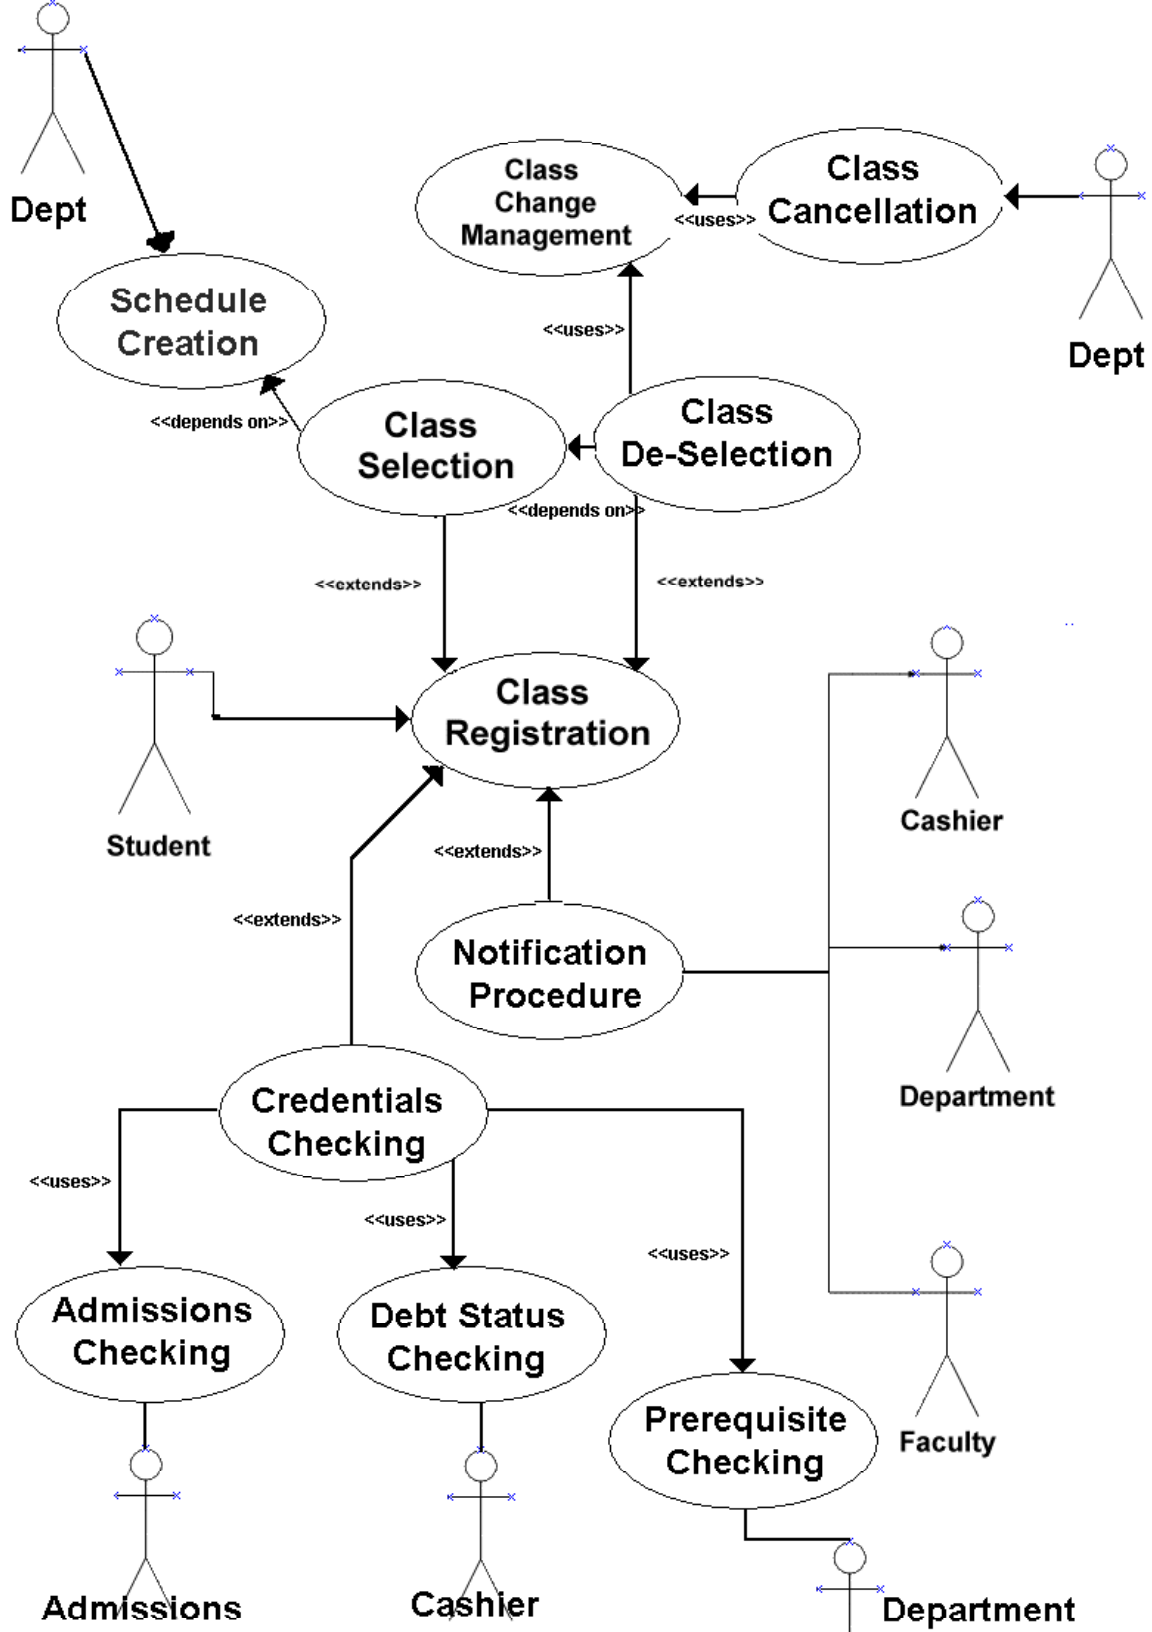 Dept
Class
Change
Management
<<uses>>
Class
Cancellation
Dept
Schedule
Creation
<<uses>>
<<depends on>>
Class
Selection
Class
De-Selection
<<depends on>>
<<extends>>
<<extends>>
Student
Class
Registration
Cashier
<<extends>>
<<extends>>
Notification
Procedure
Department
Credentials
Checking
<<uses>>
<<uses>>
<<uses>>
Admissions
Checking
Debt Status
Checking
Prerequisite
Checking
Faculty
Admissions
Cashier
Department